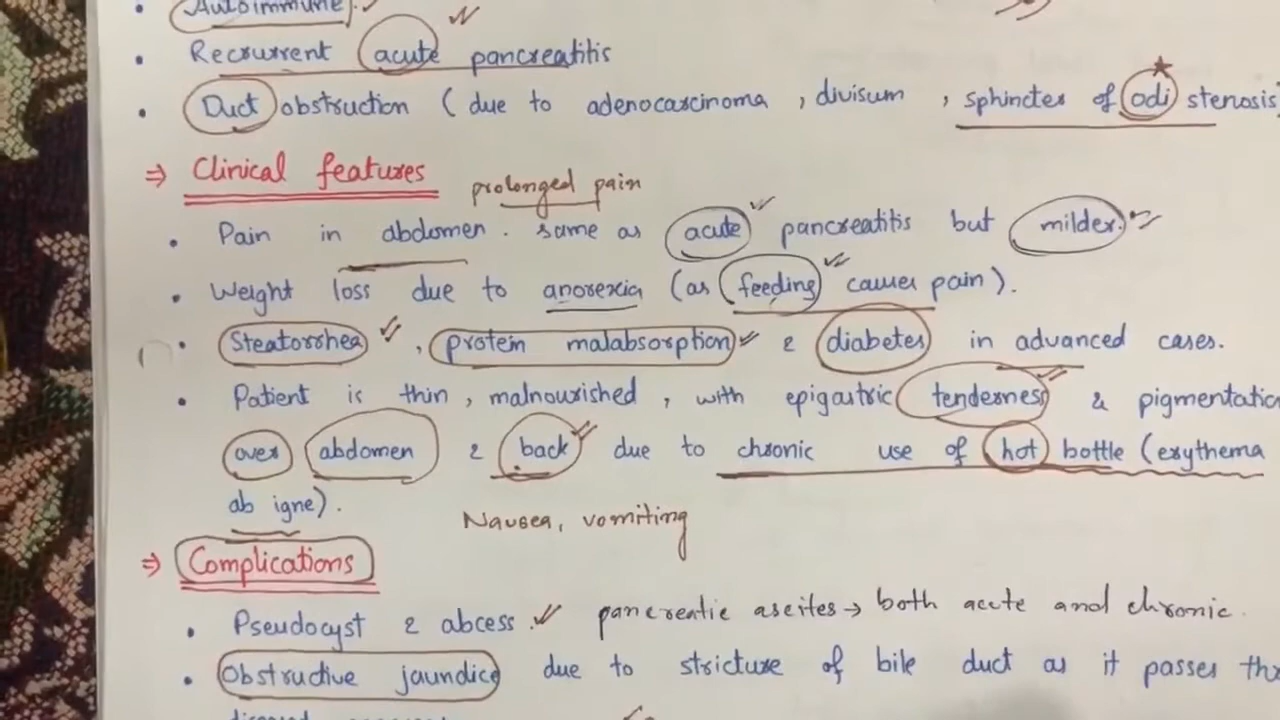 • Autoimmune
• Recurrent acute pancreatitis
• Duct obstruction ( due to adenocarcinoma , divisum , sphincter of odi stenosis
⇒ Clinical features
prolonged pain
• Pain in abdomen . same as acute pancreatitis but milder.
• Weight loss due to anorexia (as feeding causes pain).
• Steatorrhea , protein malabsorption & diabetes in advanced cases.
• Patient is thin , malnourished , with epigastric tenderness & pigmentatio
over abdomen & back due to chronic use of hot bottle (erythema
ab igne).
Nausea, vomiting
⇒ Complications
• Pseudocyst & abcess . pancreatic ascites → both acute and chronic.
• Obstructive jaundice due to stricture of bile duct as it passes